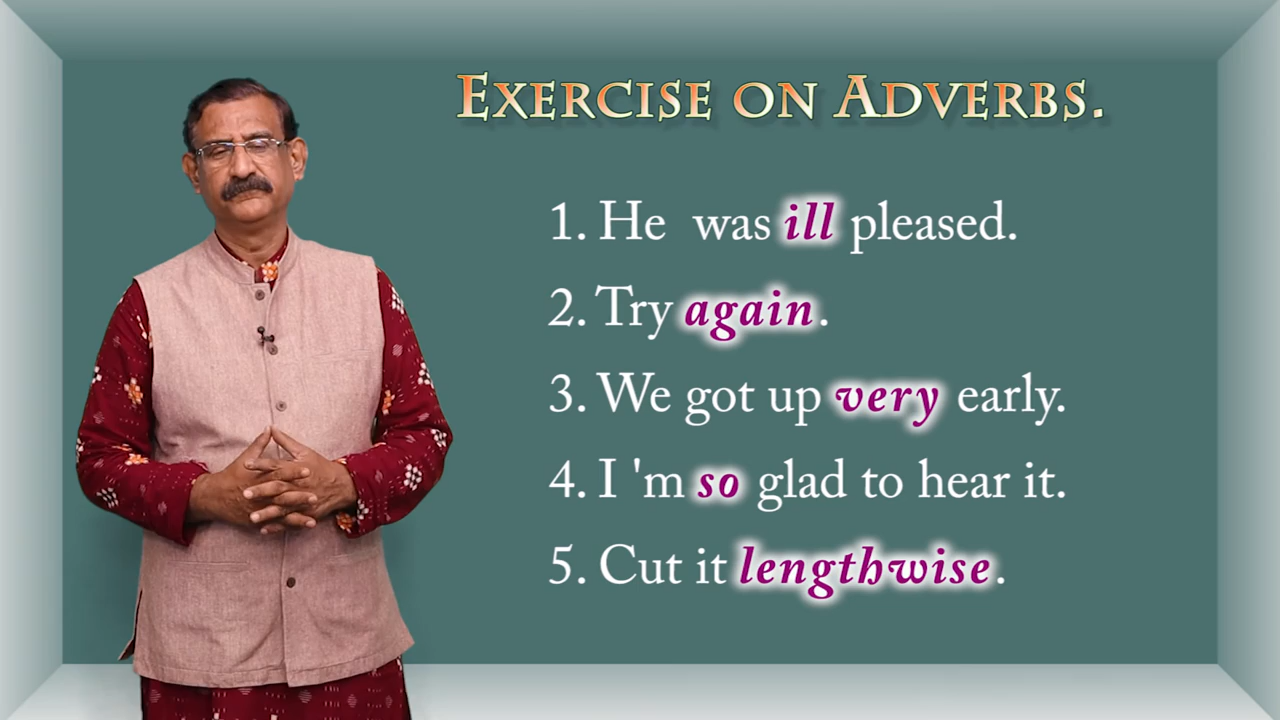 EXERCISE ON ADVERBS.
1. He was ill pleased.
2. Try again.
3. We got up very early.
4. I 'm so glad to hear it.
5. Cut it lengthwise.